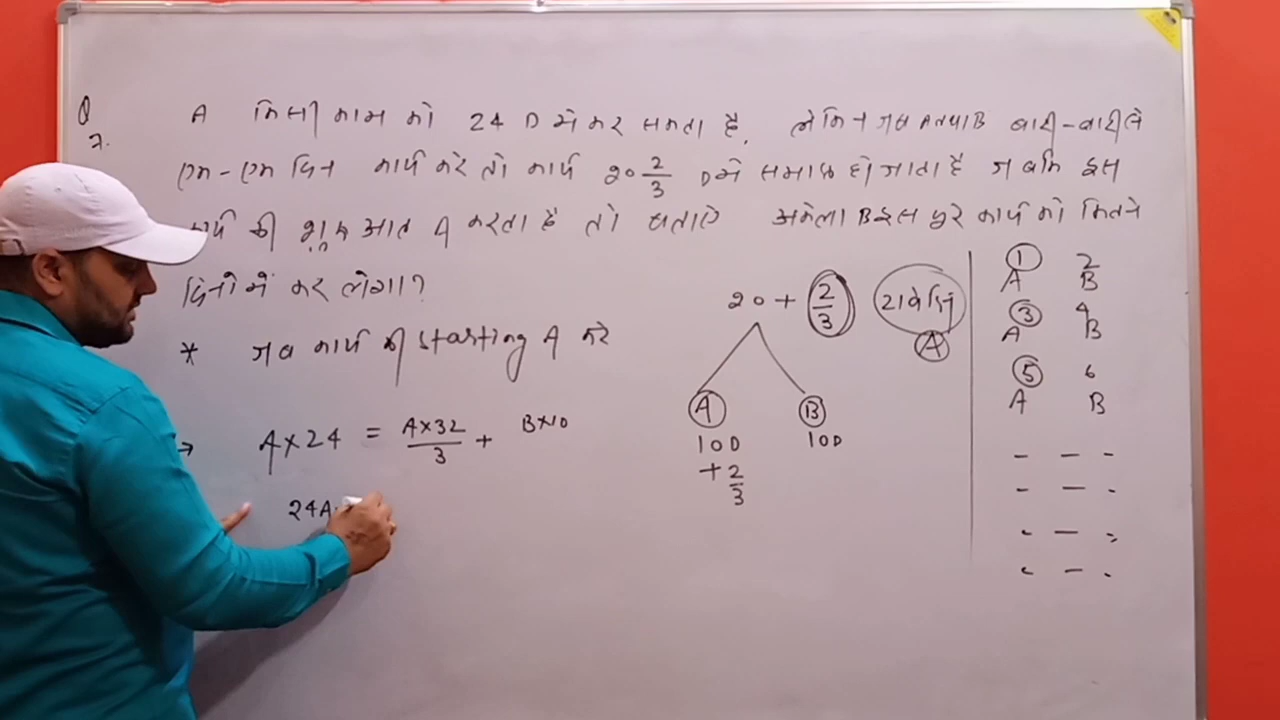 Q 7. A किसी काम को 24 D मे कर सकता है, लेकिन जब A तथा B बारी-बारी से
एक-एक दिन कार्य करे तो कार्य 20 2/3 D मे समाप्त हो जाता है जबकि इस
कार्य की शुरुआत A करता है तो बताए अकेला B इस पूरे कार्य को कितने
दिनो में कर लेगा?
* जब कार्य की starting A करे
→ A×24 = A×32/3 + B×10
24A
20 + 2/3 21वे दिन
A
A B
10D 10D
+ 2/3
1 2
A B
3 4
A B
5 6
A B
- - -
- - -
- - -
- - -